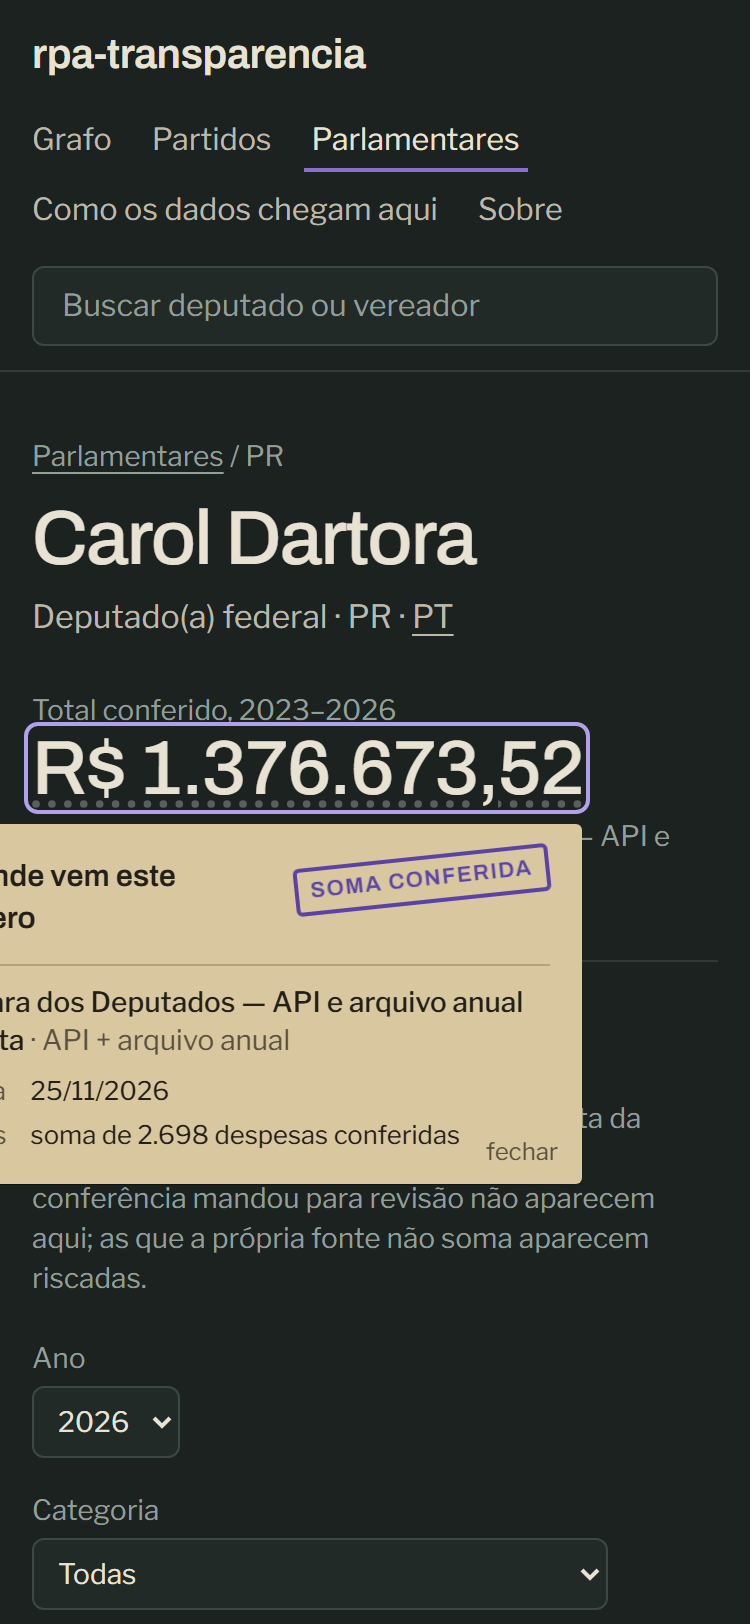 rpa-transparencia
Grafo Partidos Parlamentares
Como os dados chegam aqui Sobre
Buscar deputado ou vereador
Parlamentares / PR
Carol Dartora
Deputado(a) federal · PR · PT
Total conferido, 2023–2026
R$ 1.376.673,52
– API e
nde vem este
ero
SOMA CONFERIDA
ra dos Deputados — API e arquivo anual
ta · API + arquivo anual
a 25/11/2026
s soma de 2.698 despesas conferidas
fechar
ta da
conferência mandou para revisão não aparecem
aqui; as que a própria fonte não soma aparecem
riscadas.
Ano
2026
Categoria
Todas